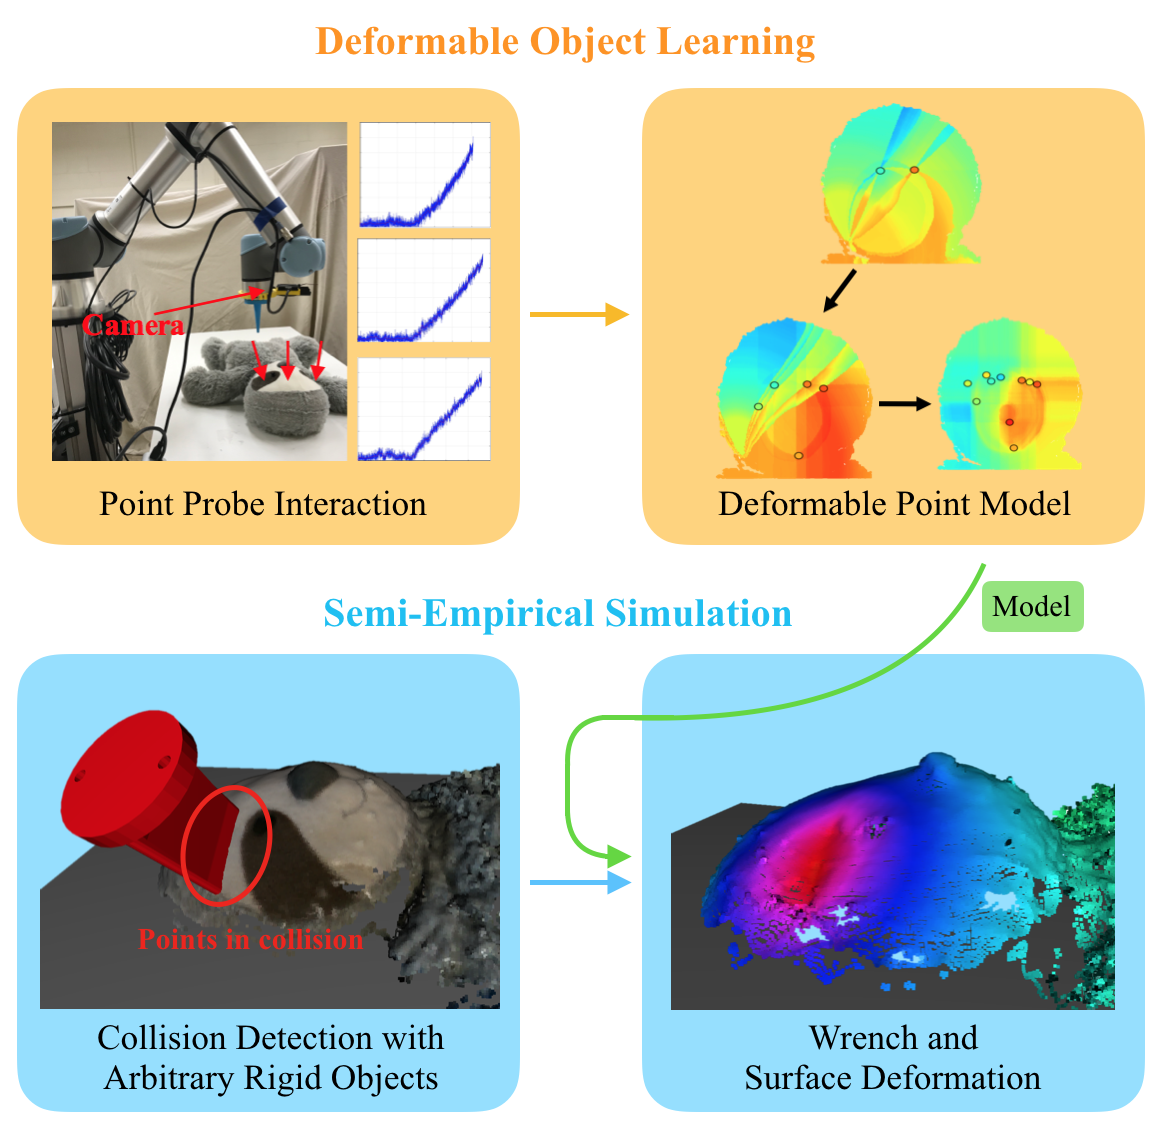 Deformable Object Learning
Camera
Point Probe Interaction
Deformable Point Model
Semi-Empirical Simulation
Model
Points in collision
Collision Detection with
Arbitrary Rigid Objects
Wrench and
Surface Deformation